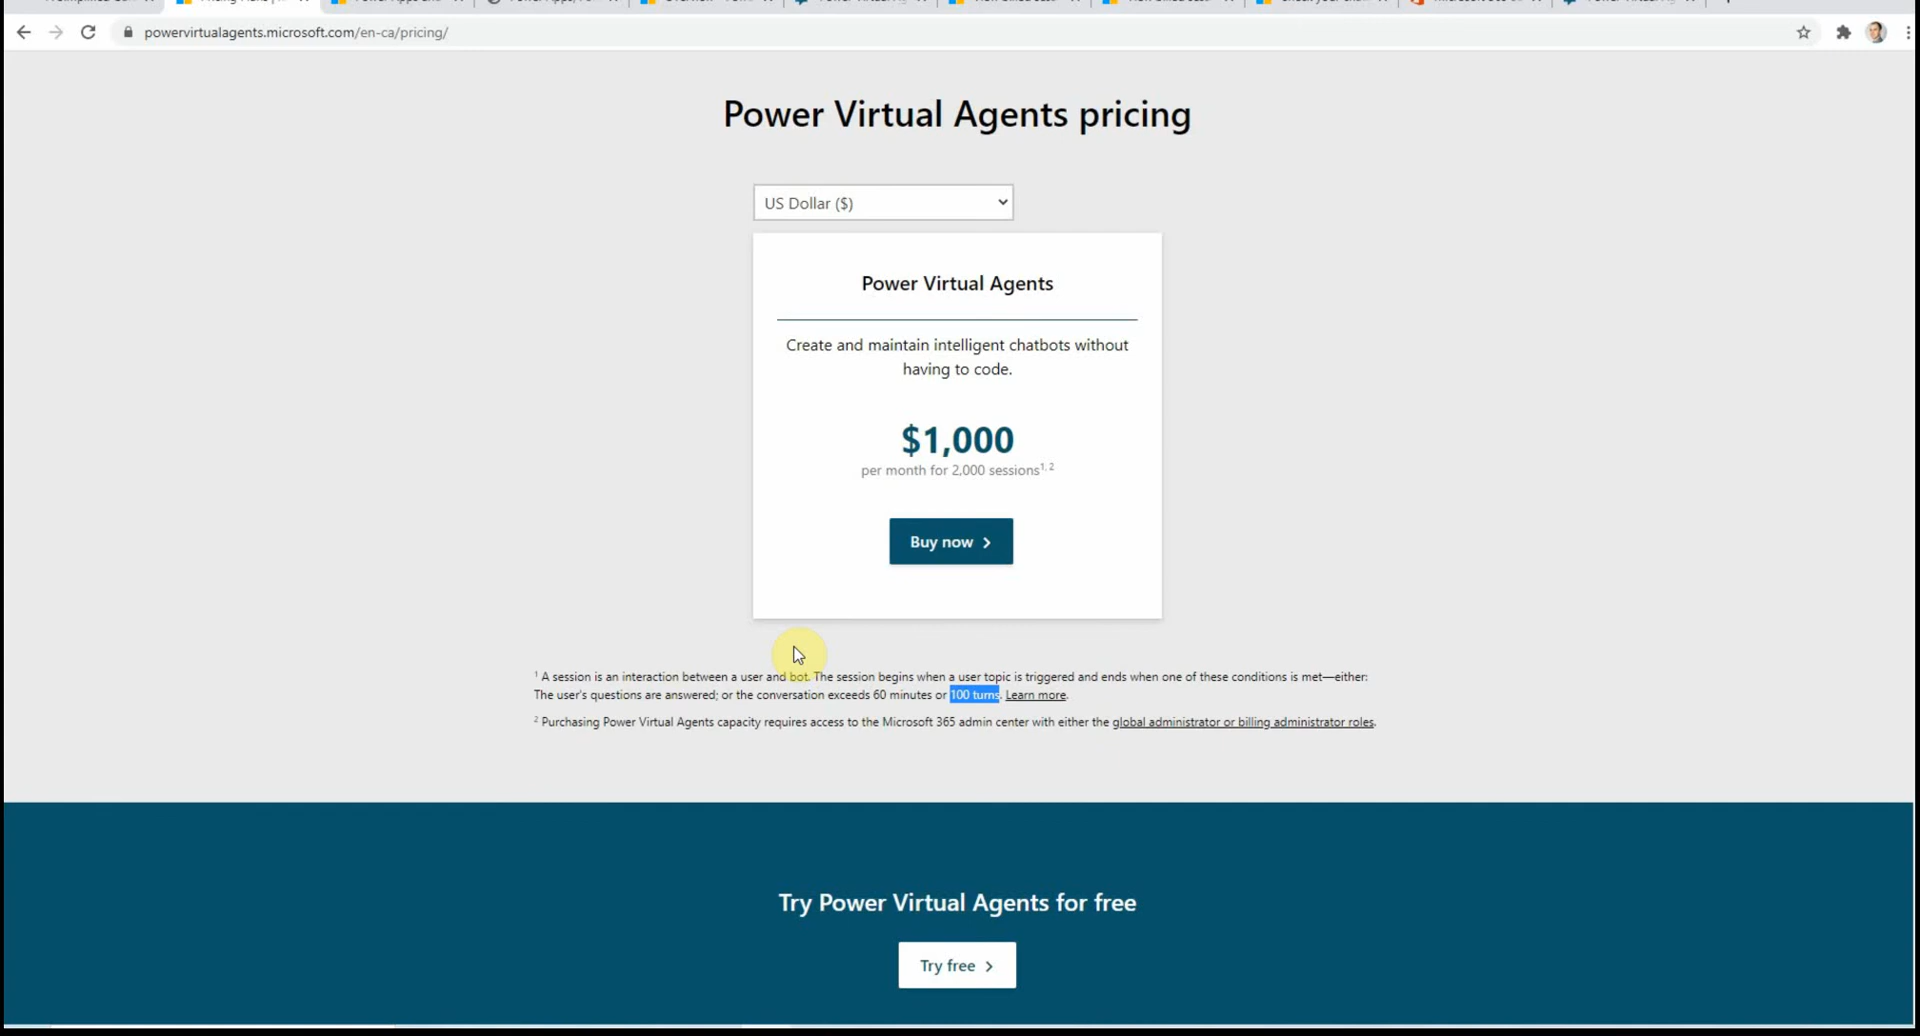 powervirtualagents.microsoft.com/en-ca/pricing/
Power Virtual Agents pricing
US Dollar ($)
Power Virtual Agents
Create and maintain intelligent chatbots without
having to code.
$1,000
per month for 2,000 sessions1, 2
Buy now
1 A session is an interaction between a user and bot. The session begins when a user topic is triggered and ends when one of these conditions is met—either:
The user's questions are answered; or the conversation exceeds 60 minutes or 100 turns. Learn more.
2 Purchasing Power Virtual Agents capacity requires access to the Microsoft 365 admin center with either the global administrator or billing administrator roles.
Try Power Virtual Agents for free
Try free